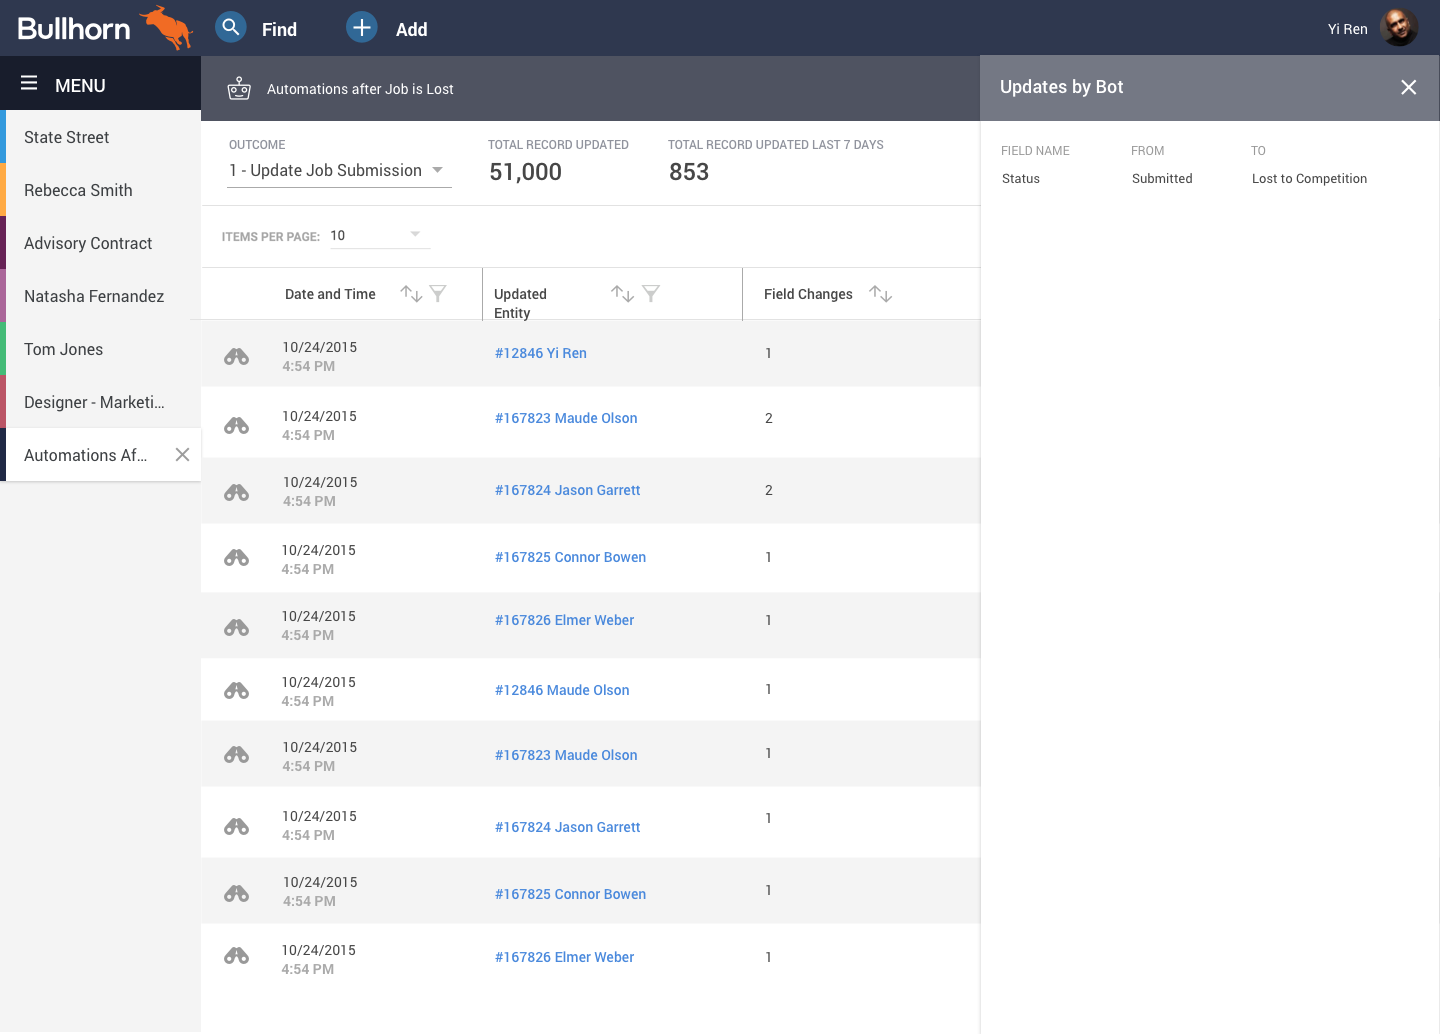 Bullhorn
Find
Add
Yi Ren
MENU
Automations after Job is Lost
Updates by Bot
State Street
Rebecca Smith
Advisory Contract
Natasha Fernandez
Tom Jones
Designer - Marketi...
Automations Af...
OUTCOME
1 - Update Job Submission
TOTAL RECORD UPDATED
51,000
TOTAL RECORD UPDATED LAST 7 DAYS
853
ITEMS PER PAGE: 10
Date and Time
Updated
Entity
Field Changes
10/24/2015
4:54 PM
#12846 Yi Ren
1
10/24/2015
4:54 PM
#167823 Maude Olson
2
10/24/2015
4:54 PM
#167824 Jason Garrett
2
10/24/2015
4:54 PM
#167825 Connor Bowen
1
10/24/2015
4:54 PM
#167826 Elmer Weber
1
10/24/2015
4:54 PM
#12846 Maude Olson
1
10/24/2015
4:54 PM
#167823 Maude Olson
1
10/24/2015
4:54 PM
#167824 Jason Garrett
1
10/24/2015
4:54 PM
#167825 Connor Bowen
1
10/24/2015
4:54 PM
#167826 Elmer Weber
1
FIELD NAME FROM TO
Status Submitted Lost to Competition